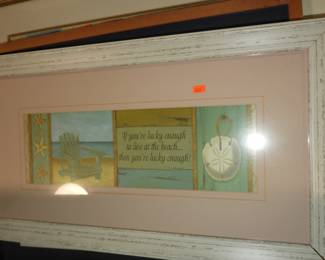 If you're lucky enough
to live at the beach...
then you're lucky enough!